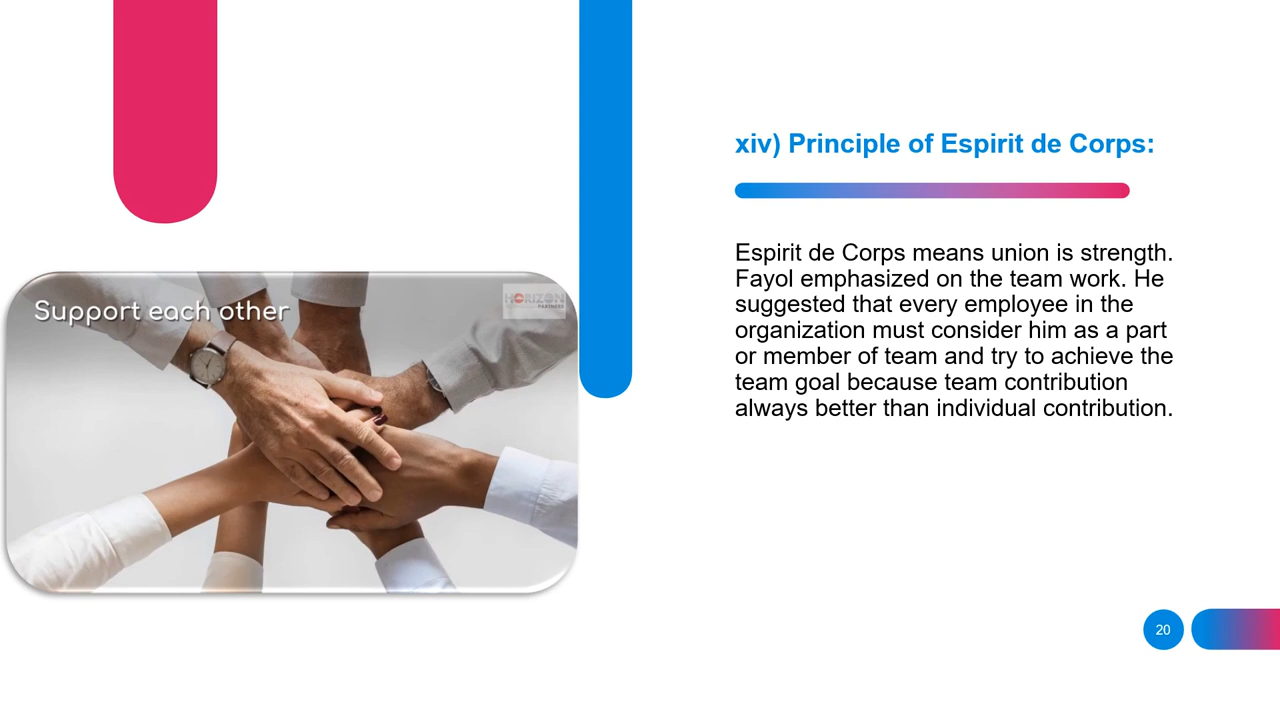 xiv) Principle of Espirit de Corps:
Espirit de Corps means union is strength.
Fayol emphasized on the team work. He
suggested that every employee in the
organization must consider him as a part
or member of team and try to achieve the
team goal because team contribution
always better than individual contribution.
Support each other
HORIZON
PARTNERS
20